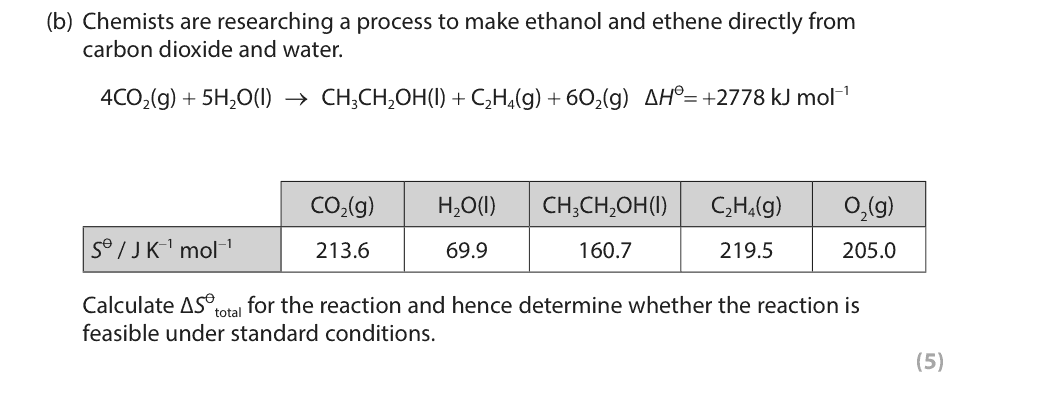 (b) Chemists are researching a process to make ethanol and ethene directly from
carbon dioxide and water.
4CO₂(g) + 5H₂O(l) → CH₃CH₂OH(l) + C₂H₄(g) + 6O₂(g) ΔH⦵= +2778 kJ mol⁻¹
CO₂(g) H₂O(l) CH₃CH₂OH(l) C₂H₄(g) O₂(g)
S⦵ / J K⁻¹ mol⁻¹ 213.6 69.9 160.7 219.5 205.0
Calculate ΔS⦵total for the reaction and hence determine whether the reaction is
feasible under standard conditions.
(5)